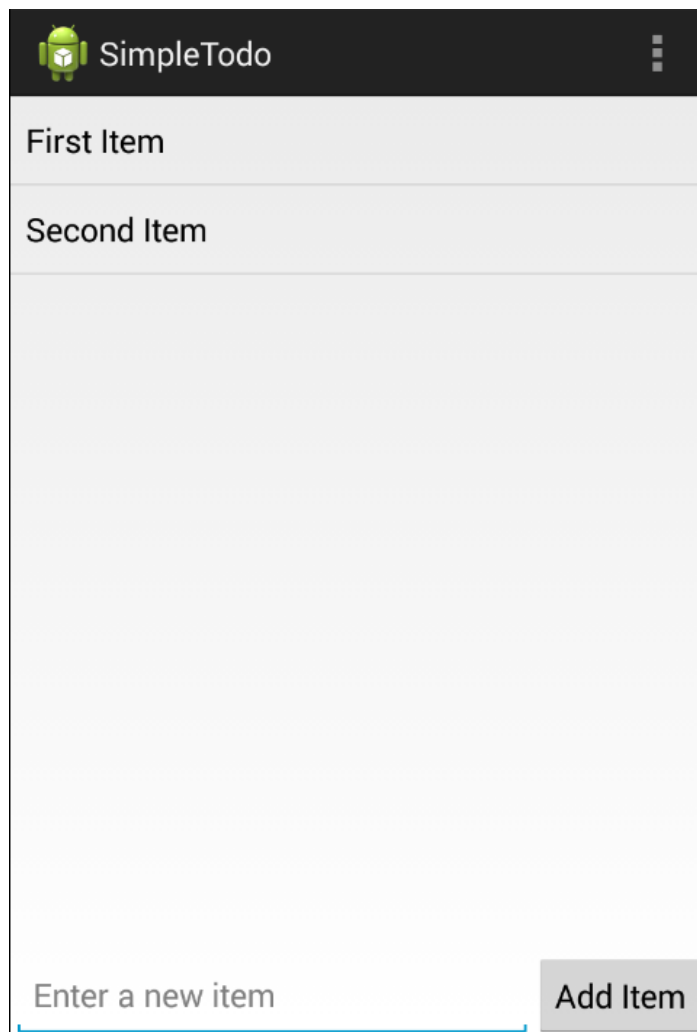 SimpleTodo
First Item
Second Item
Enter a new item
Add Item